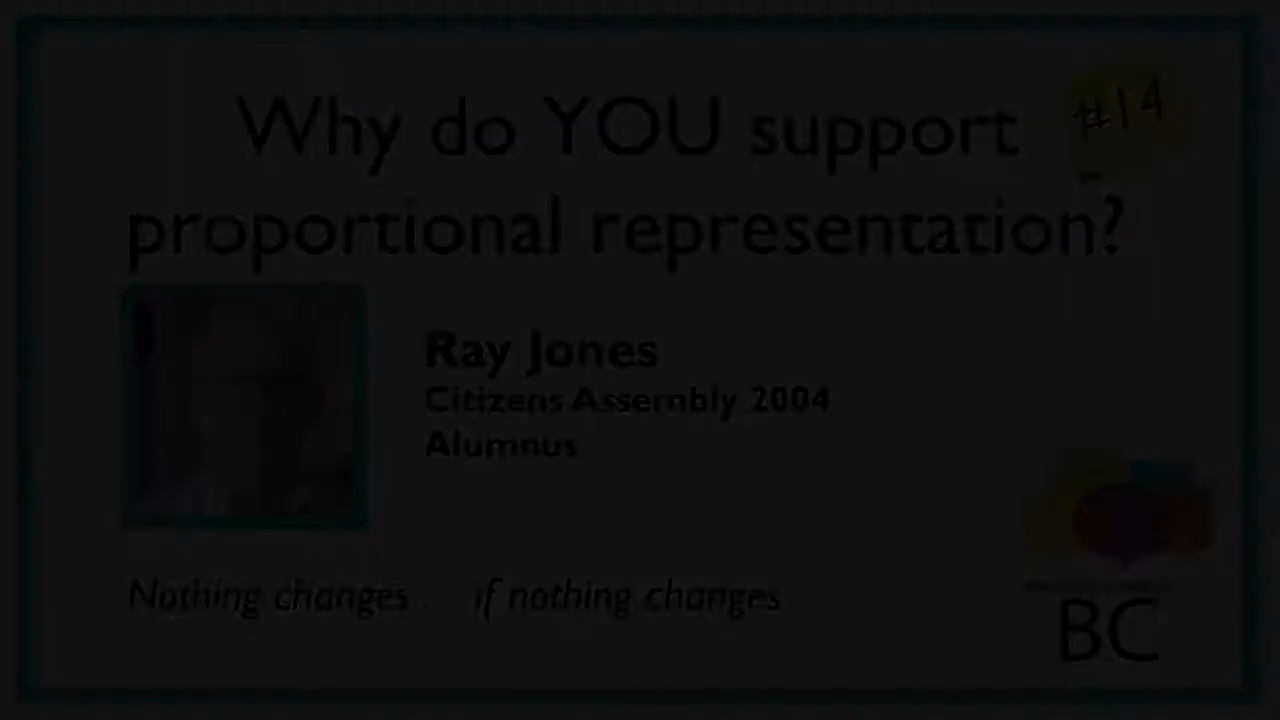 Why do YOU support
#14
proportional representation?
Ray Jones
Citizens Assembly 2004
Alumnus
Nothing changes . . if nothing changes
BC